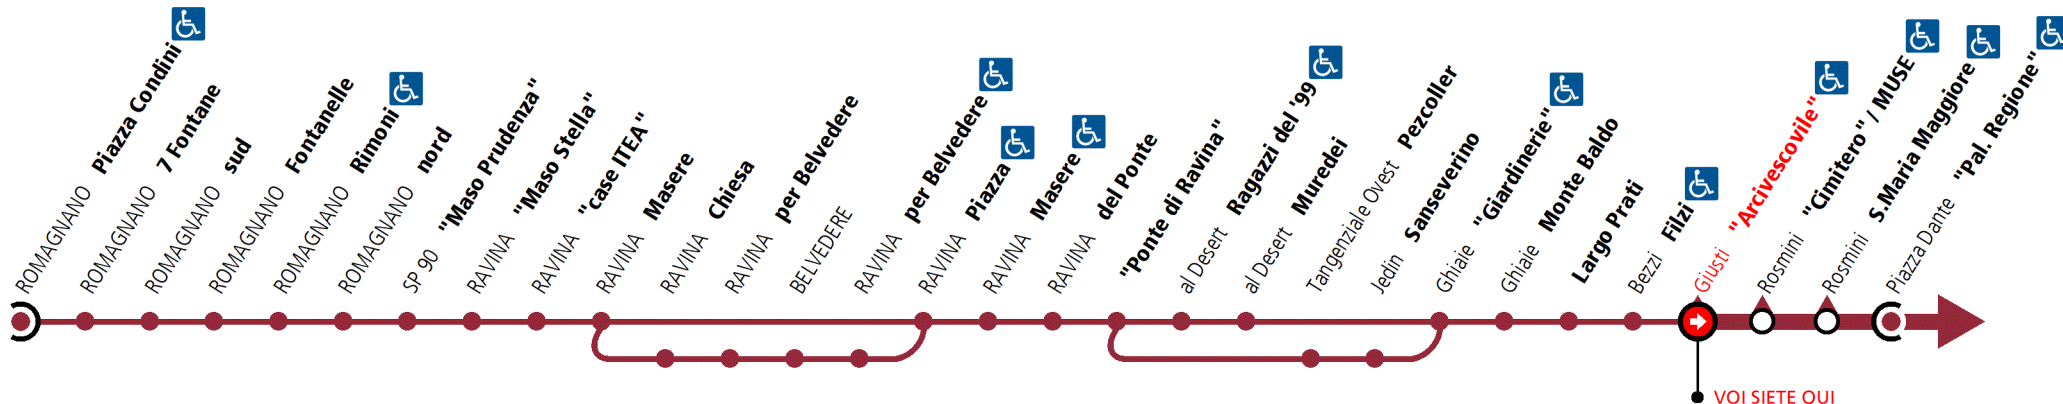 ROMAGNANO Piazza Condini
ROMAGNANO 7 Fontane
ROMAGNANO sud
ROMAGNANO Fontanelle
ROMAGNANO Rimoni
ROMAGNANO nord
SP 90 "Maso Prudenza"
RAVINA "Maso Stella"
RAVINA "case ITEA"
RAVINA Masere
RAVINA Chiesa
RAVINA per Belvedere
BELVEDERE
RAVINA per Belvedere
RAVINA Piazza
RAVINA Masere
RAVINA del Ponte
"Ponte di Ravina"
al Desert Ragazzi del '99
al Desert Muredei
Tangenziale Ovest Pezcoller
Jedin Sanseverino
Ghiaie "Giardinerie"
Ghiaie Monte Baldo
Largo Prati
Bezzi Filzi
Giusti "Arcivescovile"
Rosmini "Cimitero" / MUSE
Rosmini S.Maria Maggiore
Piazza Dante "Pal. Regione"
VOI SIETE QUI